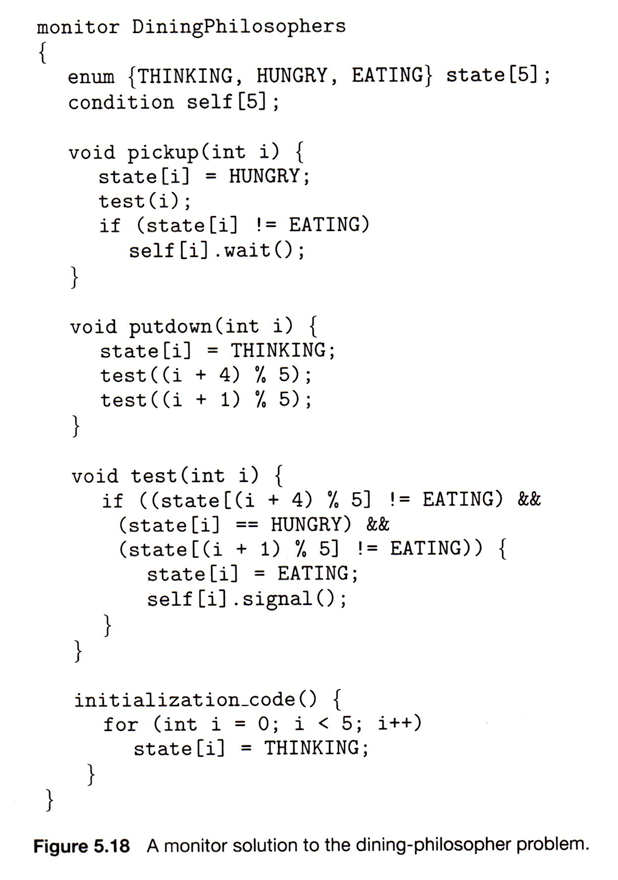 monitor DiningPhilosophers
{
enum {THINKING, HUNGRY, EATING} state[5];
condition self[5];
void pickup(int i) {
state[i] = HUNGRY;
test(i);
if (state[i] != EATING)
self[i].wait();
}
void putdown(int i) {
state[i] = THINKING;
test((i + 4) % 5);
test((i + 1) % 5);
}
void test(int i) {
if ((state[(i + 4) % 5] != EATING) &&
(state[i] == HUNGRY) &&
(state[(i + 1) % 5] != EATING)) {
state[i] = EATING;
self[i].signal();
}
}
initialization_code() {
for (int i = 0; i < 5; i++)
state[i] = THINKING;
}
}
Figure 5.18 A monitor solution to the dining-philosopher problem.